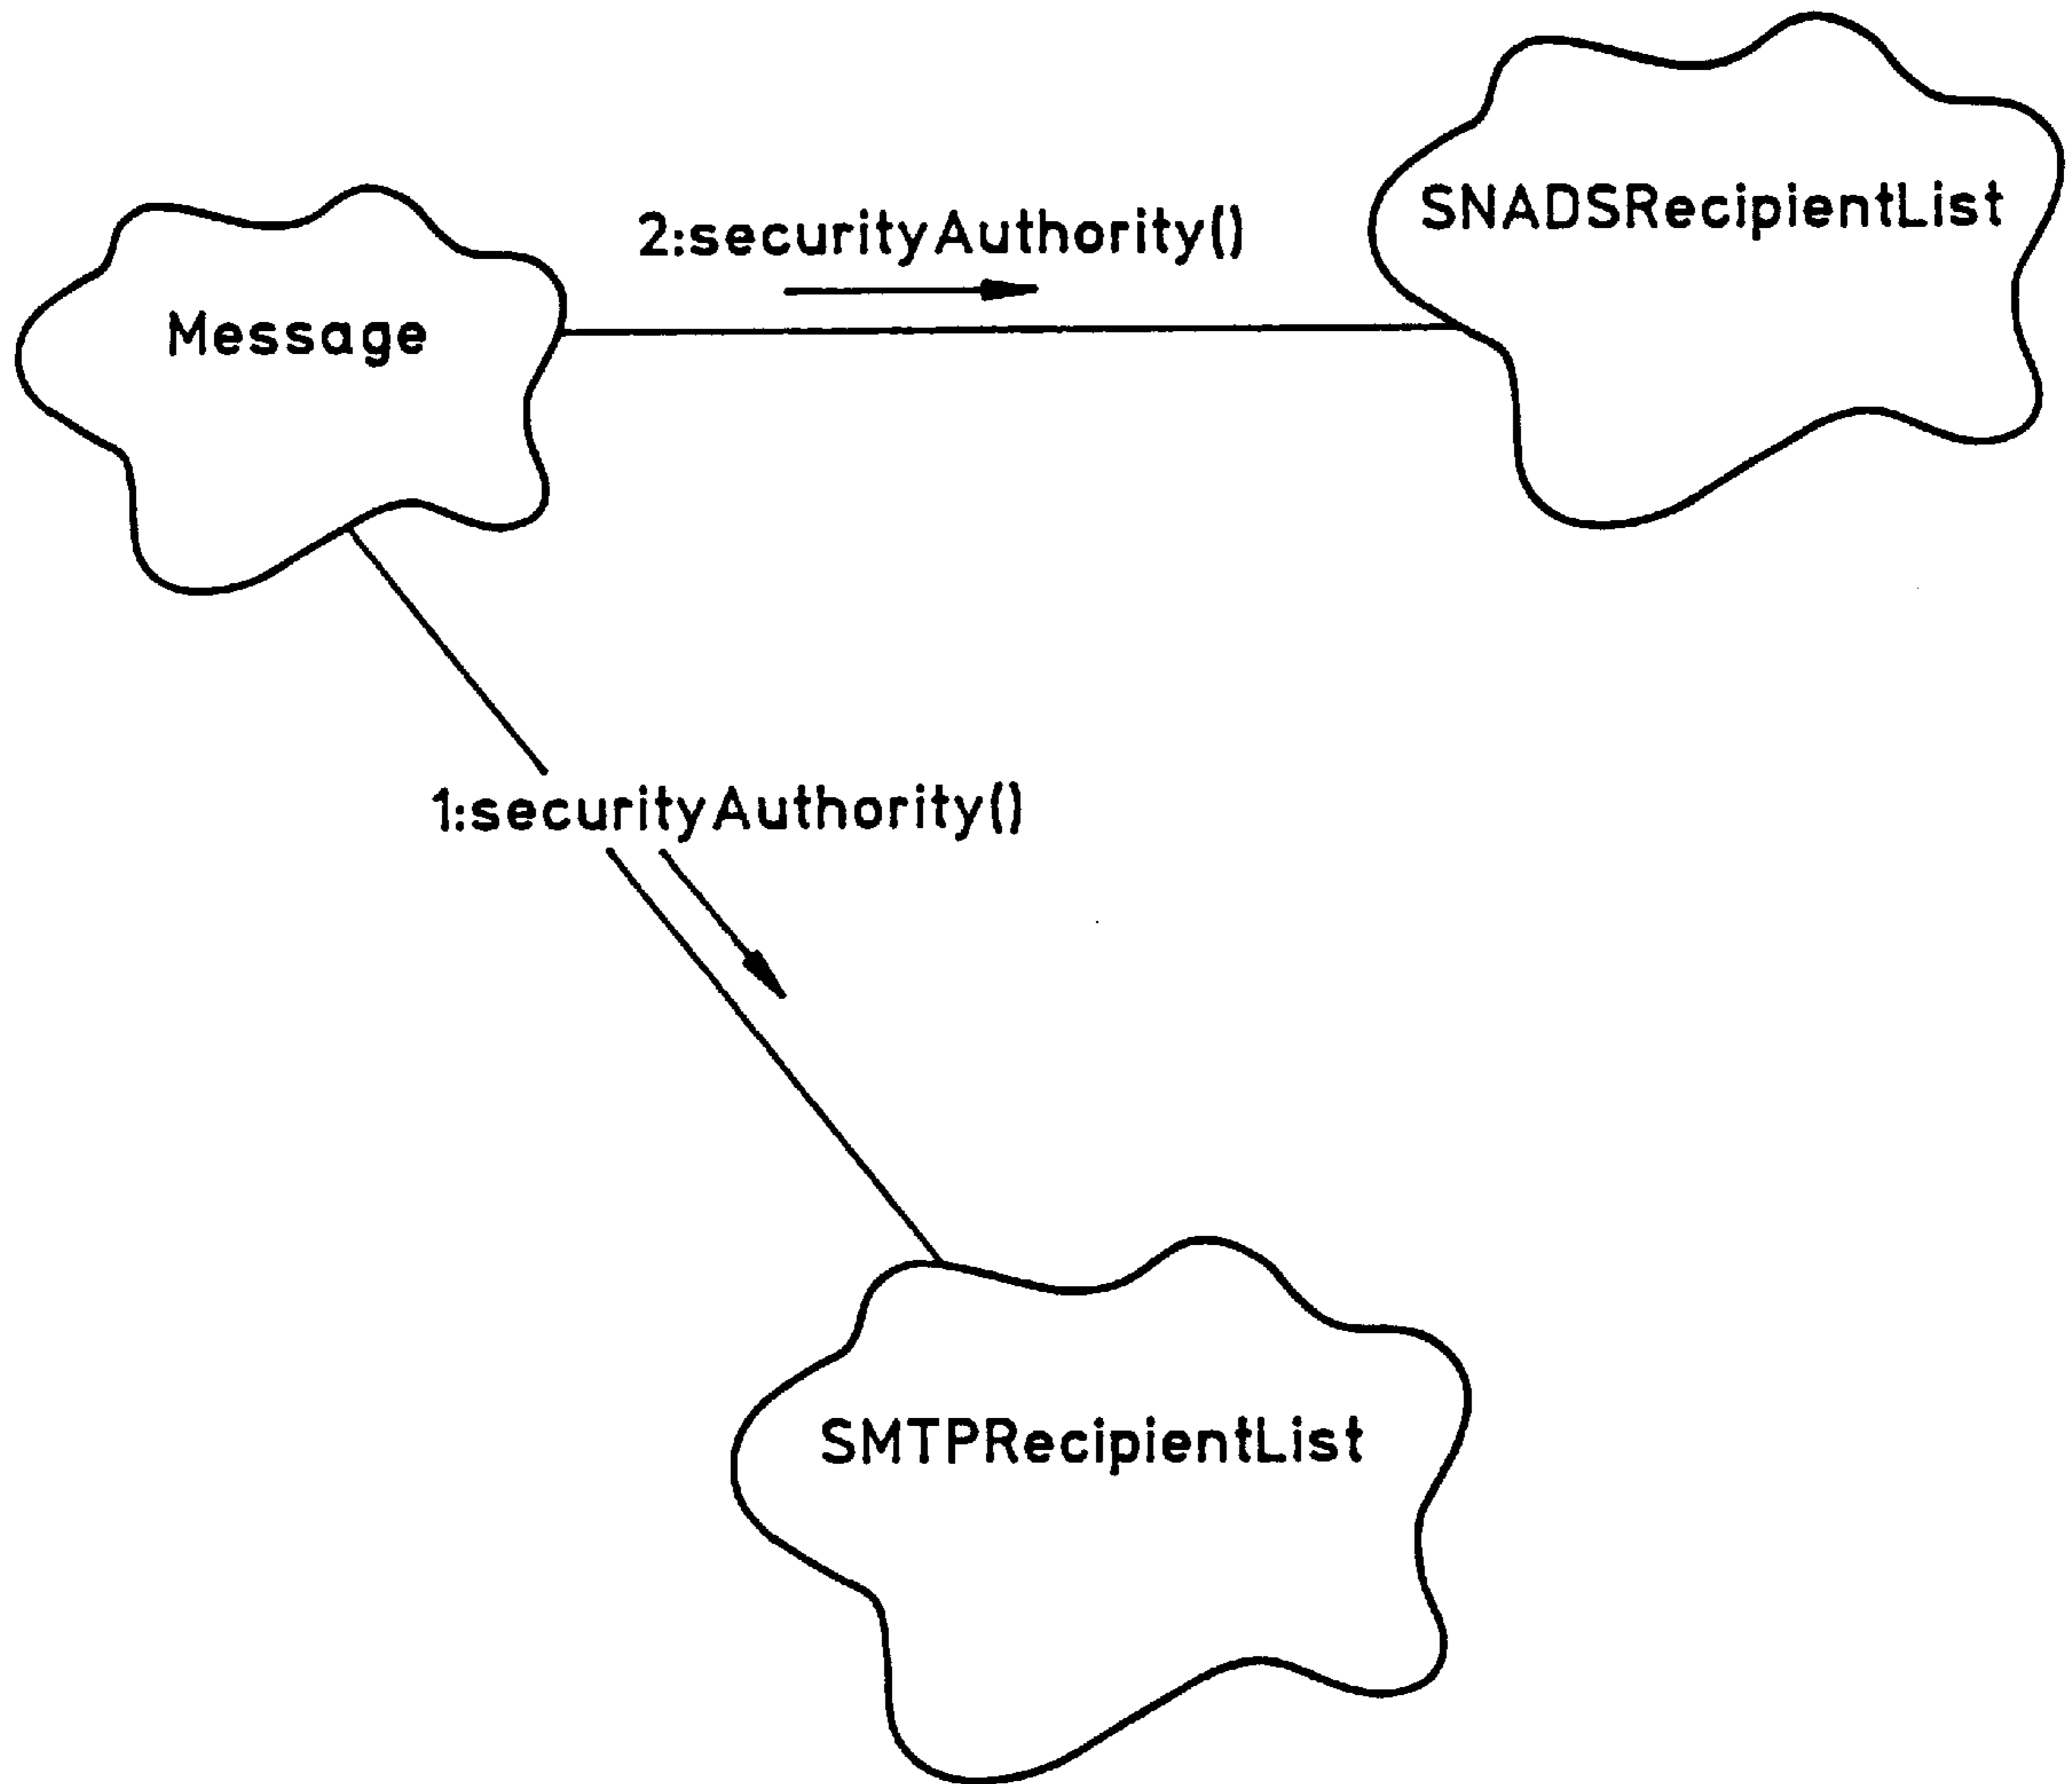 SNADSRecipientList
2:securityAuthority()
Message
1:securityAuthority()
SMTPRecipientList